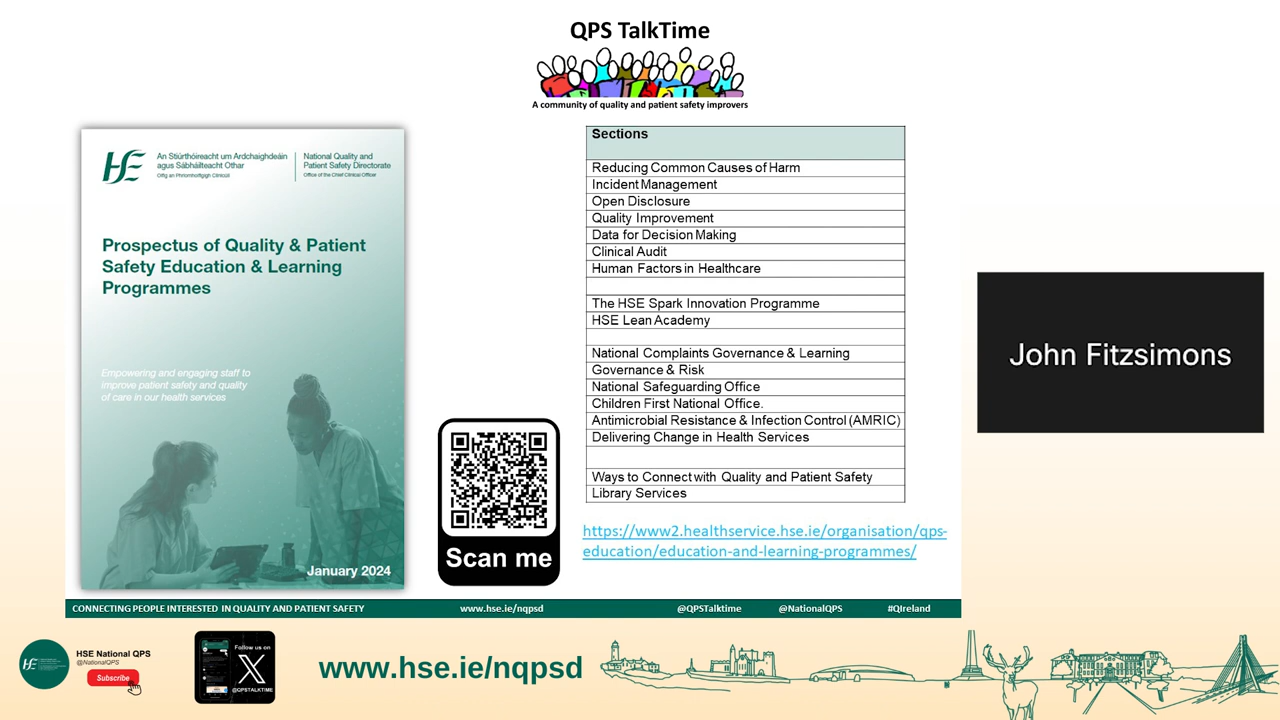 QPS TalkTime
A community of quality and patient safety improvers
An Stiúrthóireacht um Ardchaighdeáin
agus Sábháilteacht Othar
Oifig an Phríomhoifigigh Cliniciúil
National Quality and
Patient Safety Directorate
Office of the Chief Clinical Officer
Prospectus of Quality & Patient
Safety Education & Learning
Programmes
Empowering and engaging staff to
improve patient safety and quality
of care in our health services
January 2024
Scan me
Sections
Reducing Common Causes of Harm
Incident Management
Open Disclosure
Quality Improvement
Data for Decision Making
Clinical Audit
Human Factors in Healthcare
The HSE Spark Innovation Programme
HSE Lean Academy
National Complaints Governance & Learning
Governance & Risk
National Safeguarding Office
Children First National Office.
Antimicrobial Resistance & Infection Control (AMRIC)
Delivering Change in Health Services
Ways to Connect with Quality and Patient Safety
Library Services
https://www2.healthservice.hse.ie/organisation/qps-
education/education-and-learning-programmes/
John Fitzsimons
CONNECTING PEOPLE INTERESTED IN QUALITY AND PATIENT SAFETY
www.hse.ie/nqpsd
@QPSTalktime
@NationalQPS
#QIreland
HSE National QPS
@NationalQPS
Subscribe
Follow us on
X
@QPSTALKTIME
www.hse.ie/nqpsd